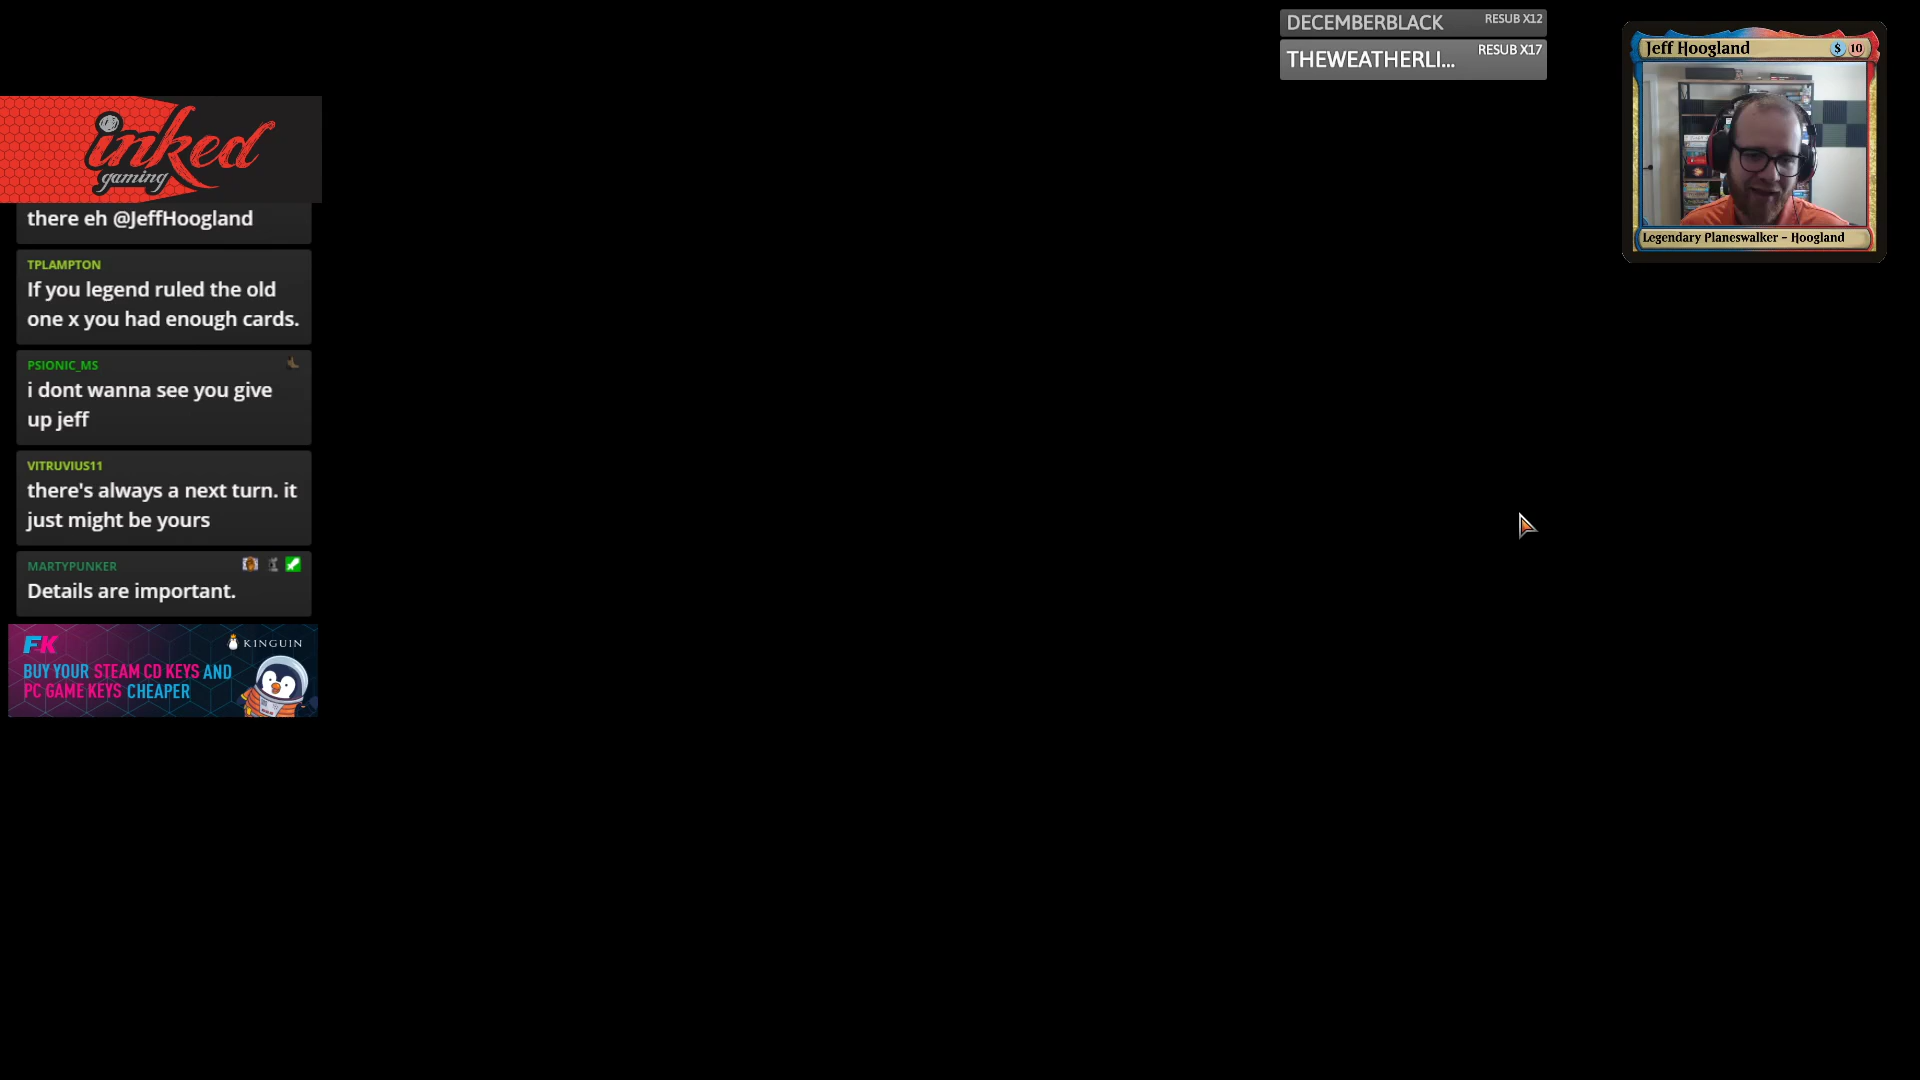 DECEMBERBLACK RESUB X12
THEWEATHERLI... RESUB X17
Jeff Hoogland $ 10
Legendary Planeswalker - Hoogland
inked
gaming
there eh @JeffHoogland
TPLAMPTON
If you legend ruled the old
one x you had enough cards.
PSIONIC_MS
i dont wanna see you give
up jeff
VITRUVIUS11
there's always a next turn. it
just might be yours
MARTYPUNKER
Details are important.
FK KINGUIN
BUY YOUR STEAM CD KEYS AND
PC GAME KEYS CHEAPER